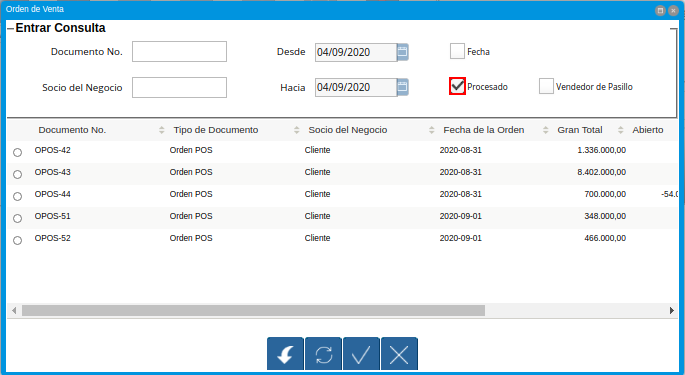 Orden de Venta
Entrar Consulta
Documento No. Desde 04/09/2020 Fecha
Socio del Negocio Hacia 04/09/2020 Procesado Vendedor de Pasillo
Documento No. Tipo de Documento Socio del Negocio Fecha de la Orden Gran Total Abierto
OPOS-42 Orden POS Cliente 2020-08-31 1.336.000,00
OPOS-43 Orden POS Cliente 2020-08-31 8.402.000,00
OPOS-44 Orden POS Cliente 2020-08-31 700.000,00 -54.0
OPOS-51 Orden POS Cliente 2020-09-01 348.000,00
OPOS-52 Orden POS Cliente 2020-09-01 466.000,00